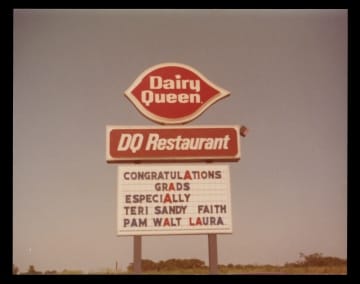 Dairy
Queen
DQ Restaurant
CONGRATULATIONS
GRADS
ESPECIALLY
TERI SANDY FAITH
PAM WALT LAURA